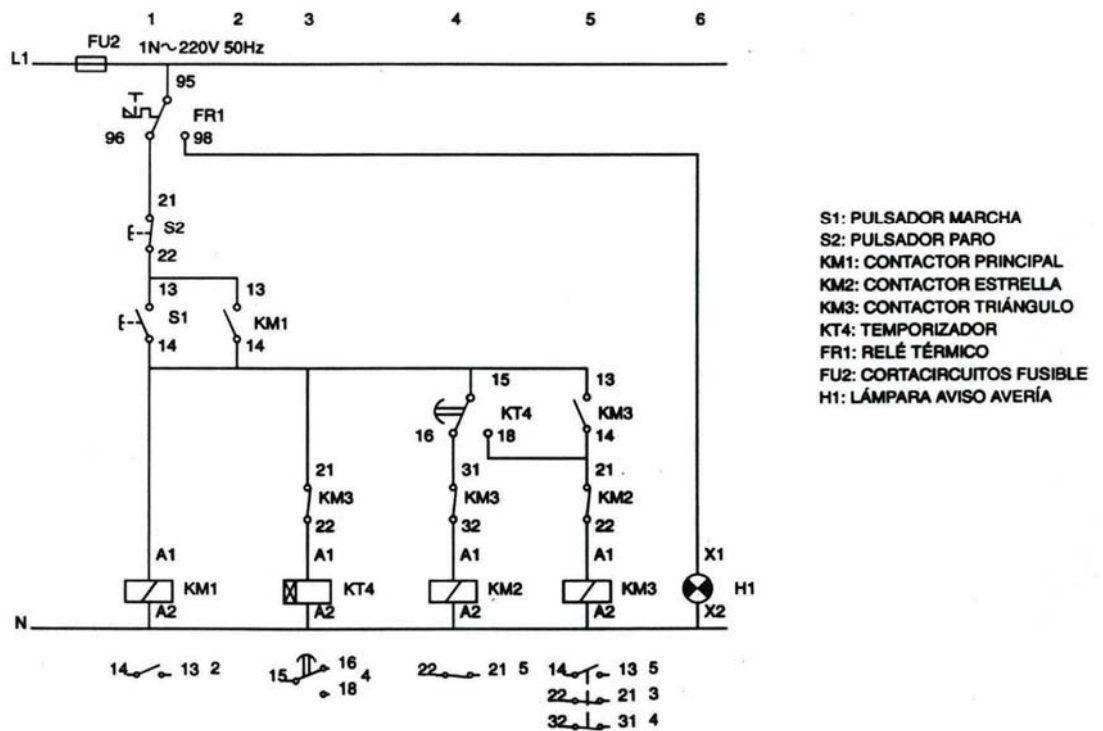 1 2 3 4 5 6
FU2 1N~220V 50Hz
L1
95
FR1
96 98
21
S2
22
13 13
S1 KM1
14 14
15 13
KT4 KM3
16 18 14
21 31 21
KM3 KM3 KM2
22 32 22
A1 A1 A1 A1 X1
KM1 KT4 KM2 KM3 H1
A2 A2 A2 A2 X2
N
14 13 2
15 16 4
18
22 21 5
14 13 5
22 21 3
32 31 4
S1: PULSADOR MARCHA
S2: PULSADOR PARO
KM1: CONTACTOR PRINCIPAL
KM2: CONTACTOR ESTRELLA
KM3: CONTACTOR TRIÁNGULO
KT4: TEMPORIZADOR
FR1: RELÉ TÉRMICO
FU2: CORTACIRCUITOS FUSIBLE
H1: LÁMPARA AVISO AVERÍA